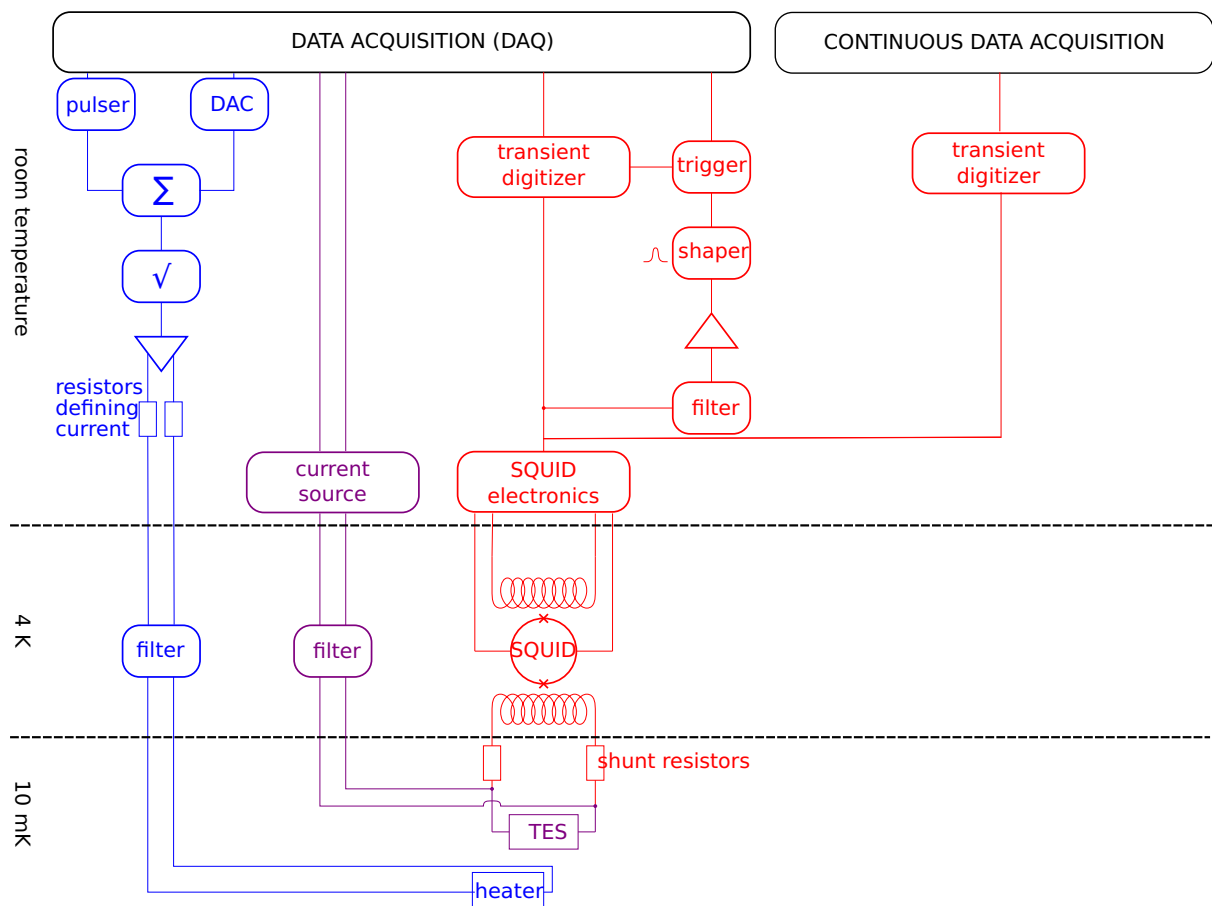 DATA ACQUISITION (DAQ)
CONTINUOUS DATA ACQUISITION
pulser
DAC
transient
digitizer
trigger
transient
digitizer
Σ
shaper
√
room temperature
resistors
defining
current
filter
current
source
SQUID
electronics
4 K
filter
filter
SQUID
shunt resistors
10 mK
TES
heater